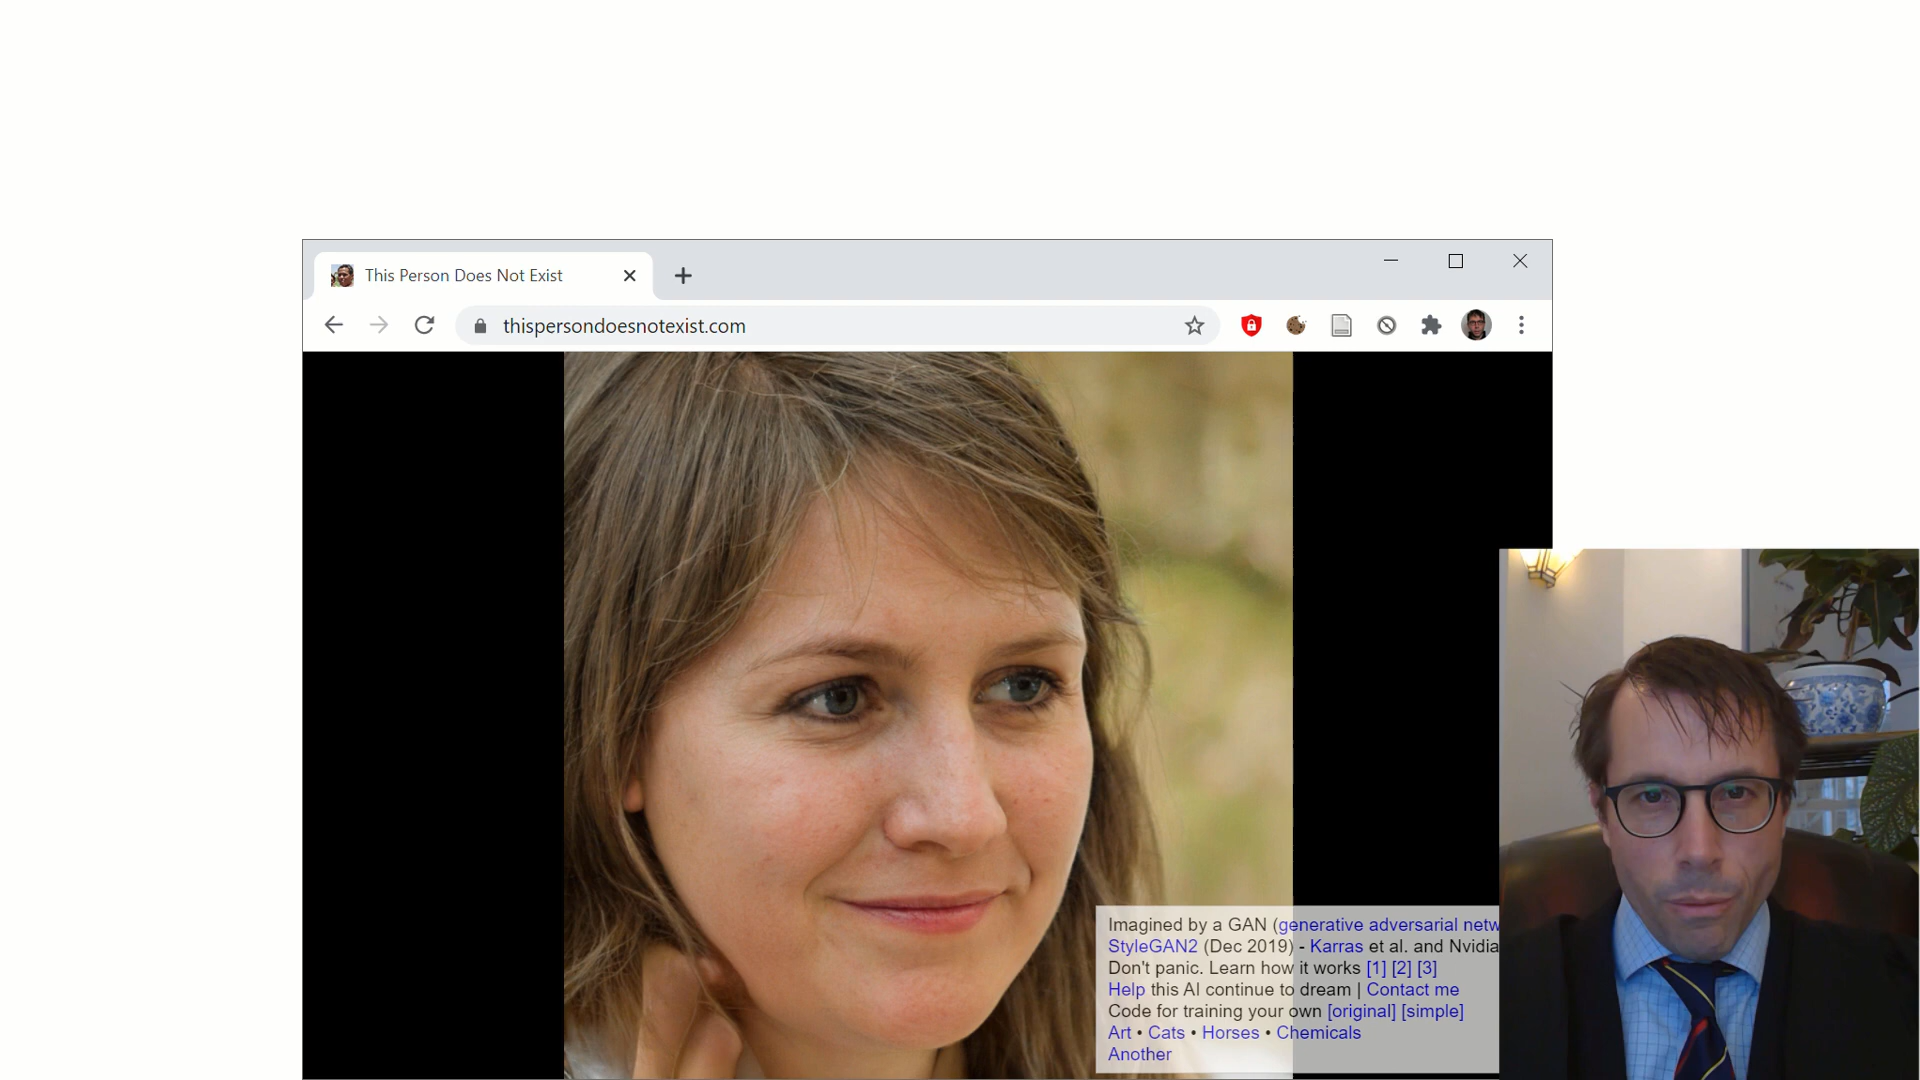 This Person Does Not Exist
thispersondoesnotexist.com
Imagined by a GAN (generative adversarial netw
StyleGAN2 (Dec 2019) - Karras et al. and Nvidia
Don't panic. Learn how it works [1] [2] [3]
Help this AI continue to dream | Contact me
Code for training your own [original] [simple]
Art • Cats • Horses • Chemicals
Another